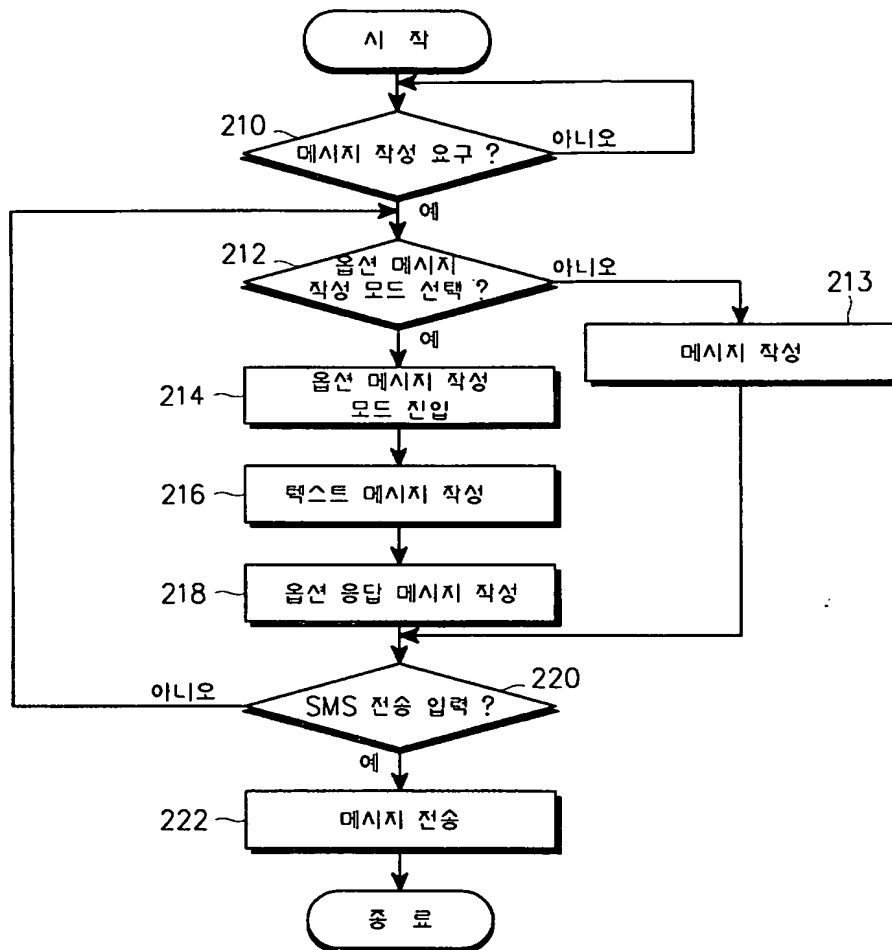 시 작
210
메시지 작성 요구 ?
아니오
예
212
옵션 메시지
작성 모드 선택 ?
아니오
213
메시지 작성
예
214
옵션 메시지 작성
모드 진입
216
텍스트 메시지 작성
218
옵션 응답 메시지 작성
220
아니오
SMS 전송 입력 ?
예
222
메시지 전송
종 료